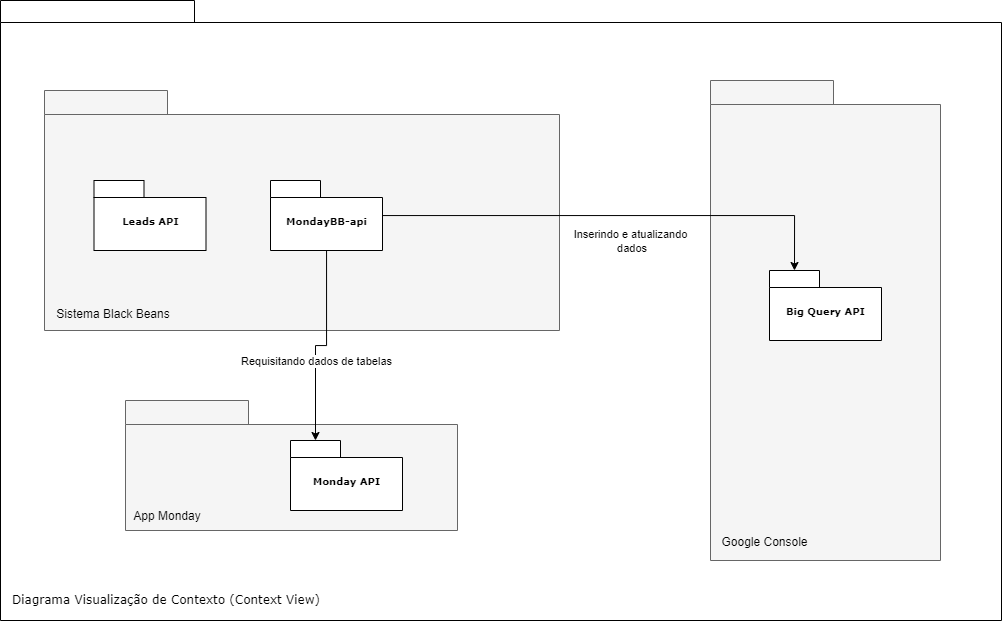 Leads API
MondayBB-api
Inserindo e atualizando
dados
Big Query API
Sistema Black Beans
Requisitando dados de tabelas
Monday API
App Monday
Google Console
Diagrama Visualização de Contexto (Context View)